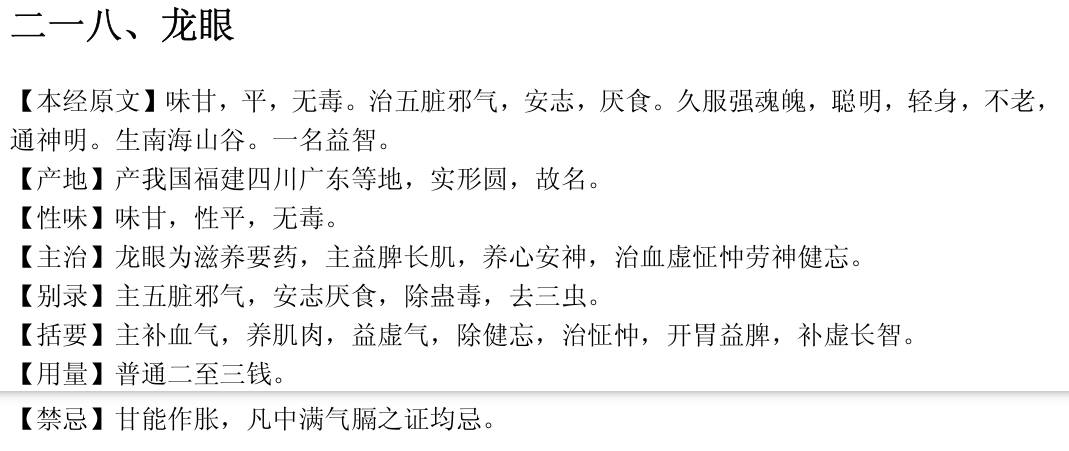 二一八、龙眼
【本经原文】味甘，平，无毒。治五脏邪气，安志，厌食。久服强魂魄，聪明，轻身，不老，
通神明。生南海山谷。一名益智。
【产地】产我国福建四川广东等地，实形圆，故名。
【性味】味甘，性平，无毒。
【主治】龙眼为滋养要药，主益脾长肌，养心安神，治血虚怔忡劳神健忘。
【别录】主五脏邪气，安志厌食，除蛊毒，去三虫。
【括要】主补血气，养肌肉，益虚气，除健忘，治怔忡，开胃益脾，补虚长智。
【用量】普通二至三钱。
【禁忌】甘能作胀，凡中满气膈之证均忌。